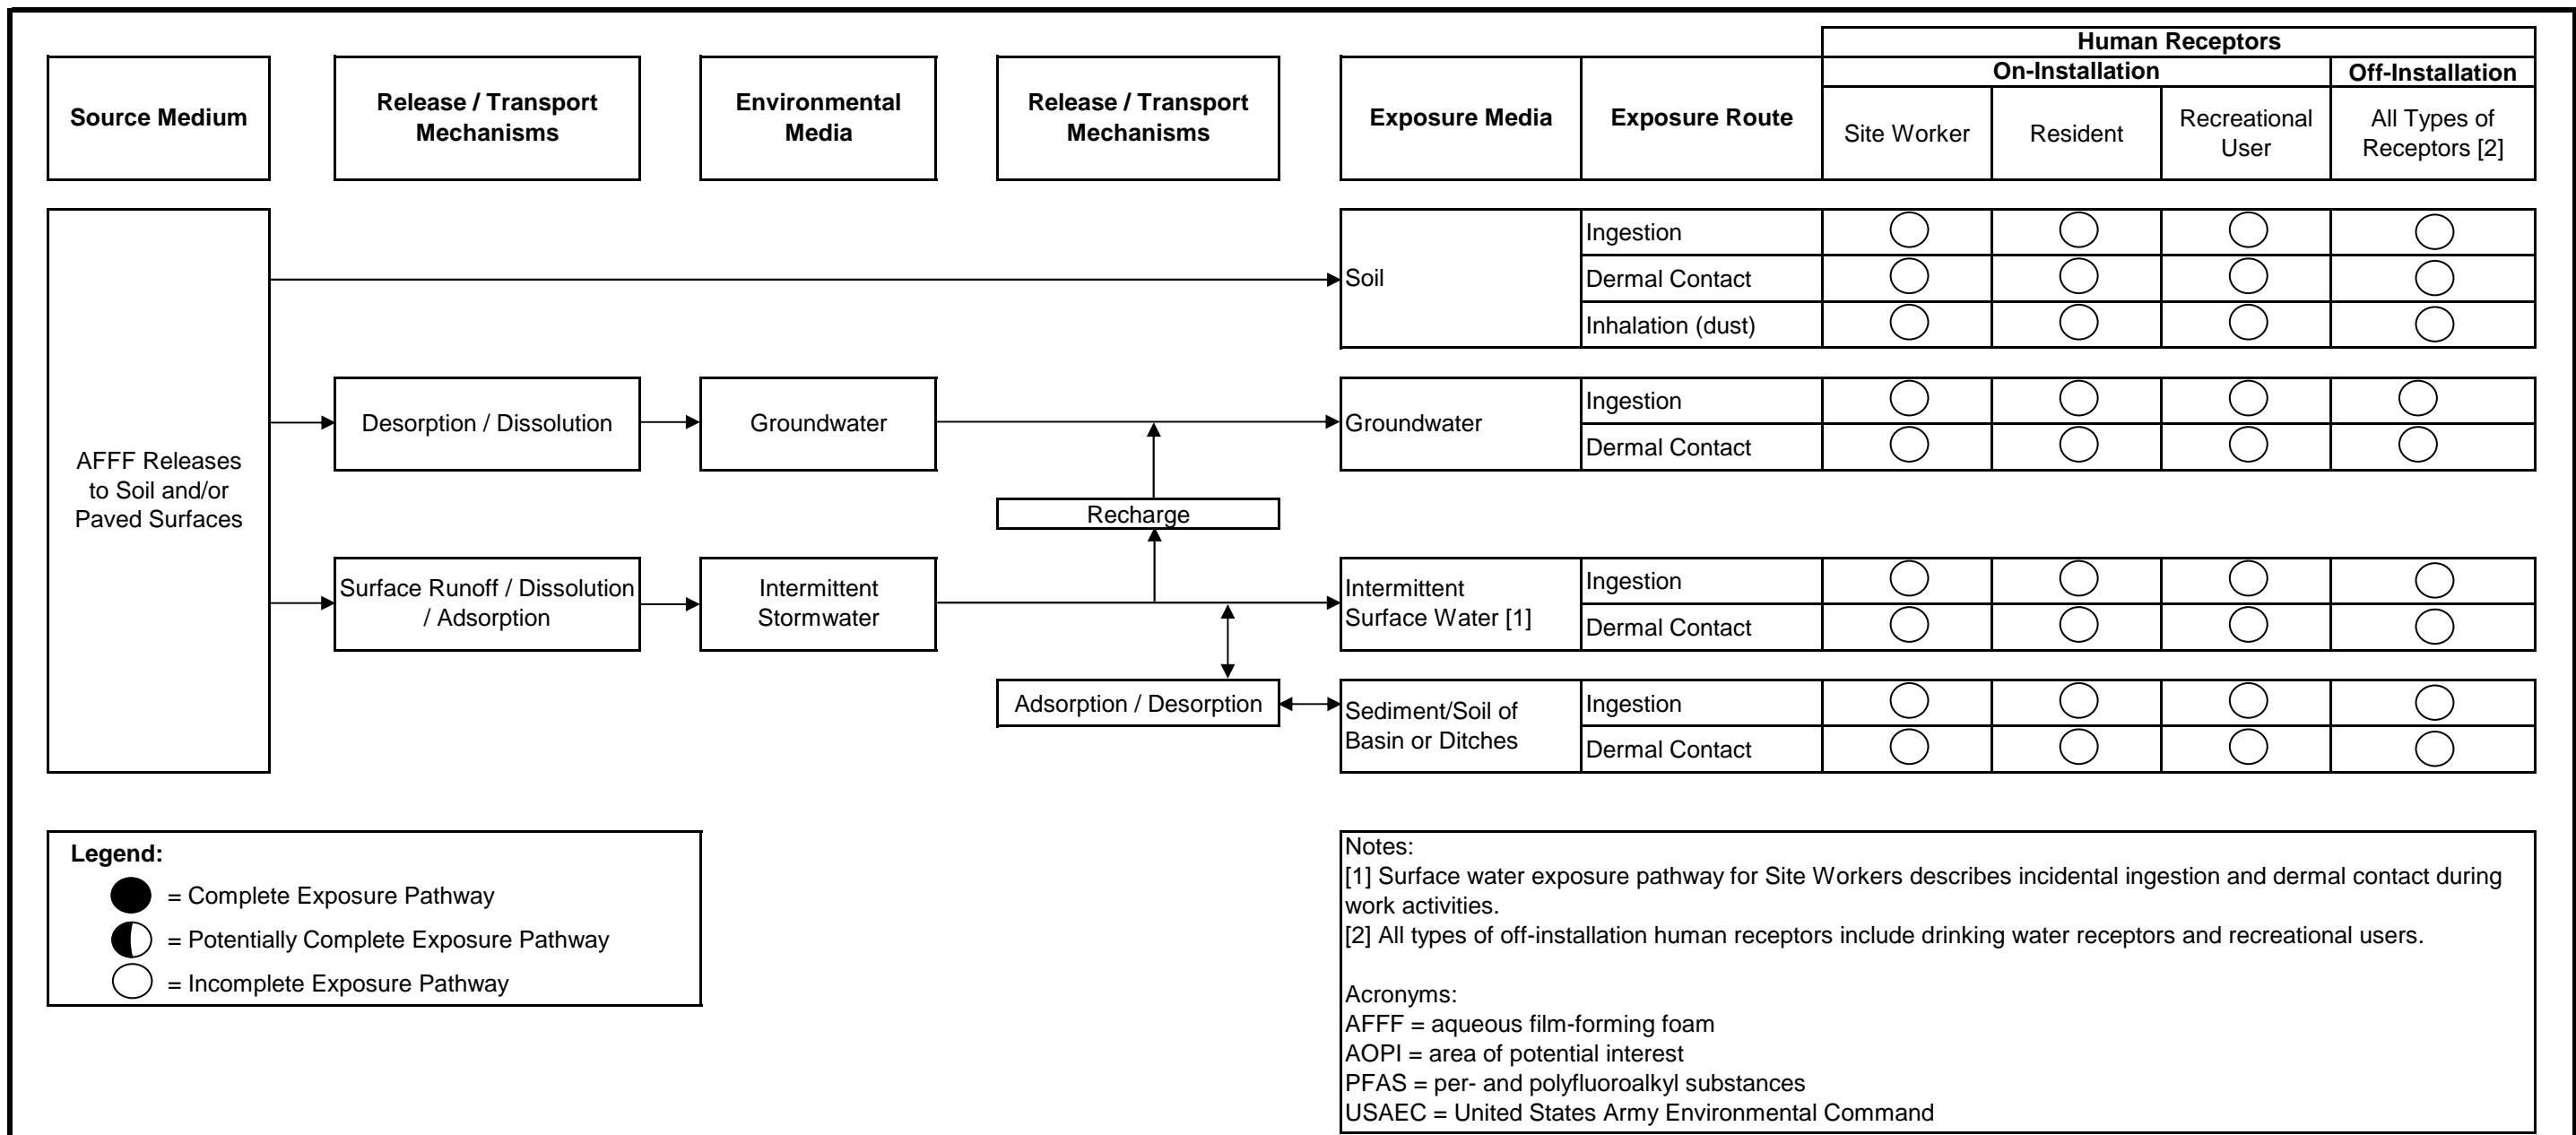 Human Receptors
On-Installation
Off-Installation
Source Medium
Release / Transport
Mechanisms
Environmental
Media
Release / Transport
Mechanisms
Exposure Media
Exposure Route
Site Worker
Resident
Recreational
User
All Types of
Receptors [2]
AFFF Releases
to Soil and/or
Paved Surfaces
Soil
Ingestion
Dermal Contact
Inhalation (dust)
Desorption / Dissolution
Groundwater
Groundwater
Ingestion
Dermal Contact
Recharge
Surface Runoff / Dissolution
/ Adsorption
Intermittent
Stormwater
Intermittent
Surface Water [1]
Ingestion
Dermal Contact
Adsorption / Desorption
Sediment/Soil of
Basin or Ditches
Ingestion
Dermal Contact
Legend:
= Complete Exposure Pathway
= Potentially Complete Exposure Pathway
= Incomplete Exposure Pathway
Notes:
[1] Surface water exposure pathway for Site Workers describes incidental ingestion and dermal contact during
work activities.
[2] All types of off-installation human receptors include drinking water receptors and recreational users.
Acronyms:
AFFF = aqueous film-forming foam
AOPI = area of potential interest
PFAS = per- and polyfluoroalkyl substances
USAEC = United States Army Environmental Command